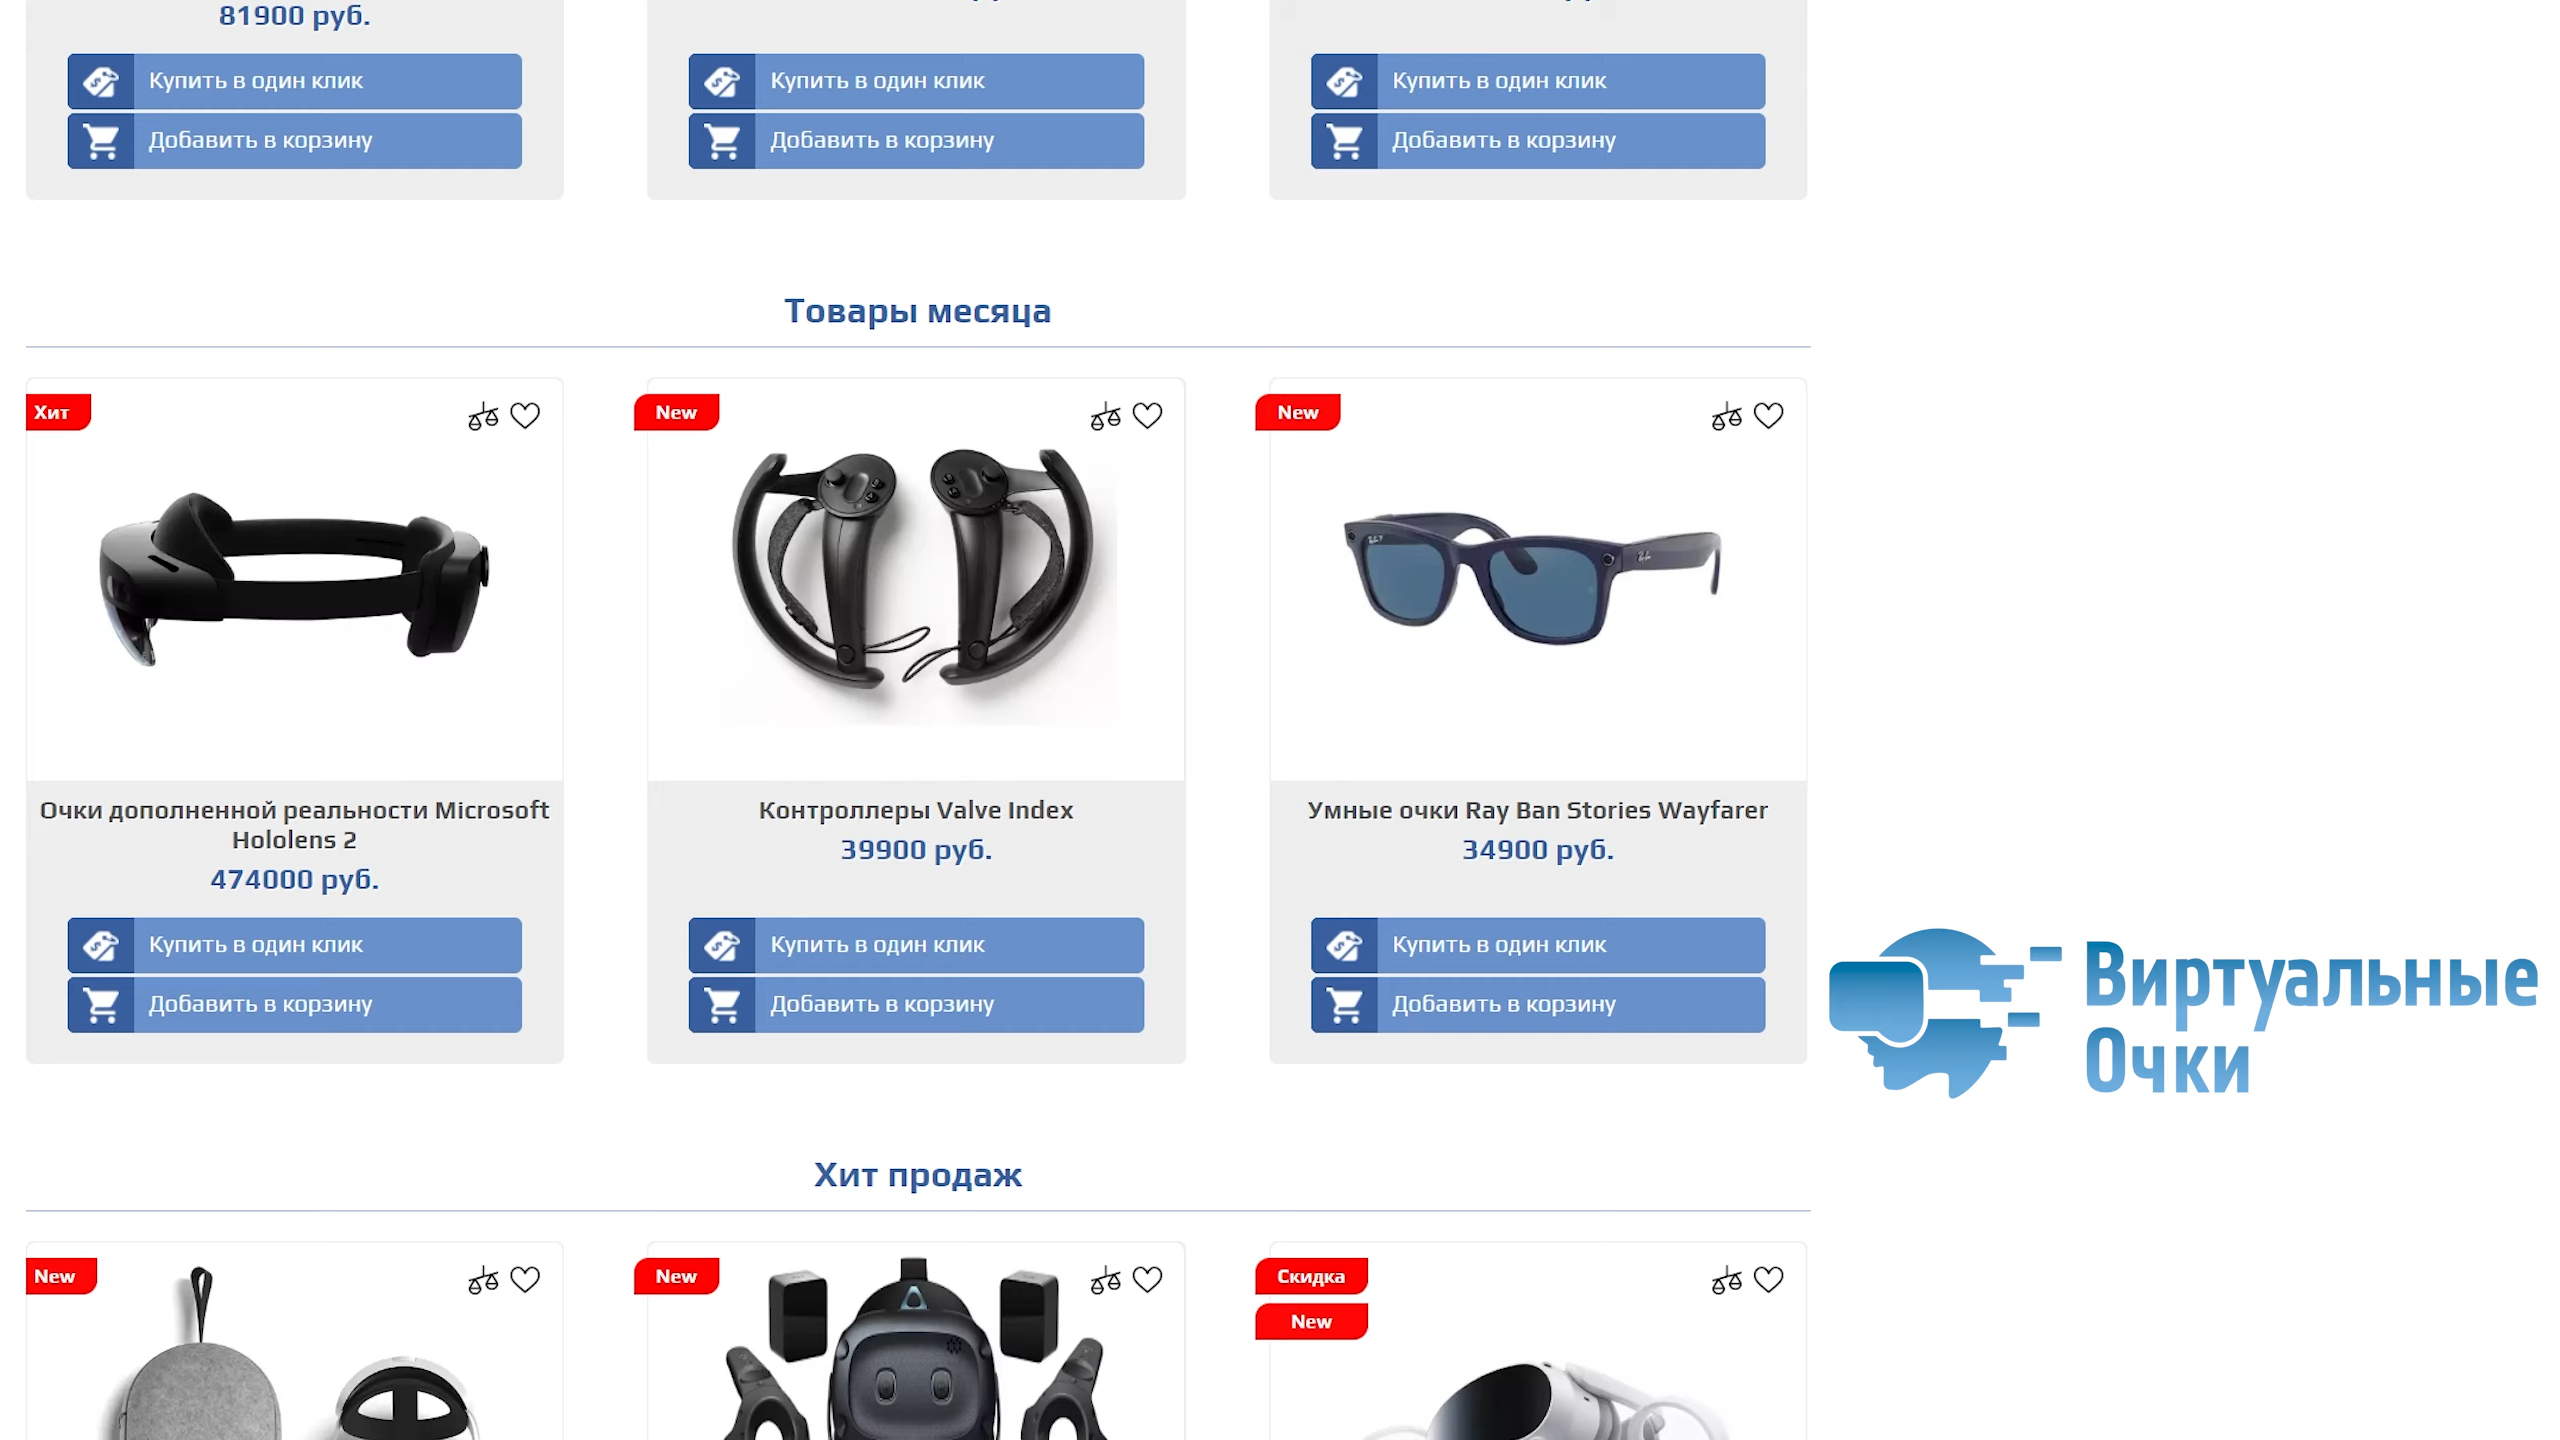 81900 руб.
Купить в один клик
Добавить в корзину
Купить в один клик
Добавить в корзину
Купить в один клик
Добавить в корзину
Товары месяца
Хит
New
New
Очки дополненной реальности Microsoft
Hololens 2
474000 руб.
Контроллеры Valve Index
39900 руб.
Умные очки Ray Ban Stories Wayfarer
34900 руб.
Купить в один клик
Добавить в корзину
Купить в один клик
Добавить в корзину
Купить в один клик
Добавить в корзину
Виртуальные
Очки
Хит продаж
New
New
Скидка
New